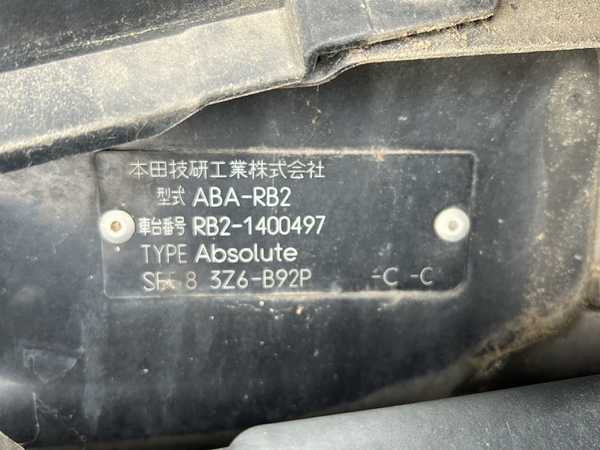 本田技研工業株式会社
型式 ABA-RB2
車台番号 RB2-1400497
TYPE Absolute
8 3Z6-B92P -C -C